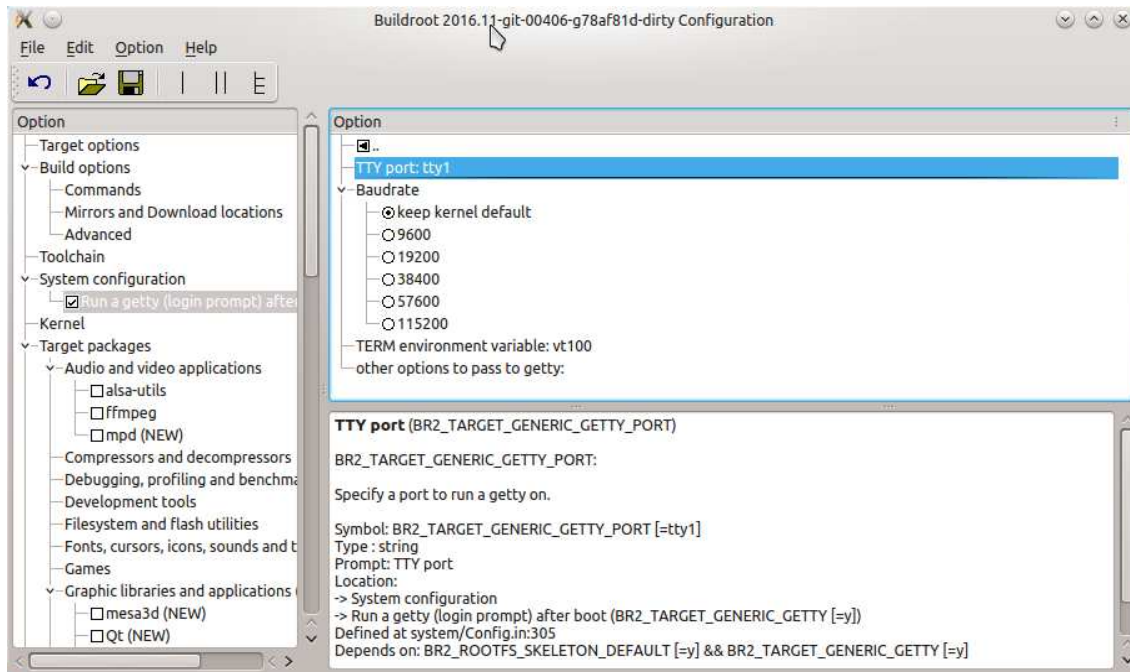 Buildroot 2016.11-git-00406-g78af81d-dirty Configuration
File Edit Option Help
Option
Target options
Build options
Commands
Mirrors and Download locations
Advanced
Toolchain
System configuration
Run a getty (login prompt) afte
Kernel
Target packages
Audio and video applications
alsa-utils
ffmpeg
mpd (NEW)
Compressors and decompressors
Debugging, profiling and benchma
Development tools
Filesystem and flash utilities
Fonts, cursors, icons, sounds and t
Games
Graphic libraries and applications (
mesa3d (NEW)
Qt (NEW)
Option
..
TTY port: tty1
Baudrate
keep kernel default
9600
19200
38400
57600
115200
TERM environment variable: vt100
other options to pass to getty:
TTY port (BR2_TARGET_GENERIC_GETTY_PORT)
BR2_TARGET_GENERIC_GETTY_PORT:
Specify a port to run a getty on.
Symbol: BR2_TARGET_GENERIC_GETTY_PORT [=tty1]
Type : string
Prompt: TTY port
Location:
-> System configuration
-> Run a getty (login prompt) after boot (BR2_TARGET_GENERIC_GETTY [=y])
Defined at system/Config.in:305
Depends on: BR2_ROOTFS_SKELETON_DEFAULT [=y] && BR2_TARGET_GENERIC_GETTY [=y]